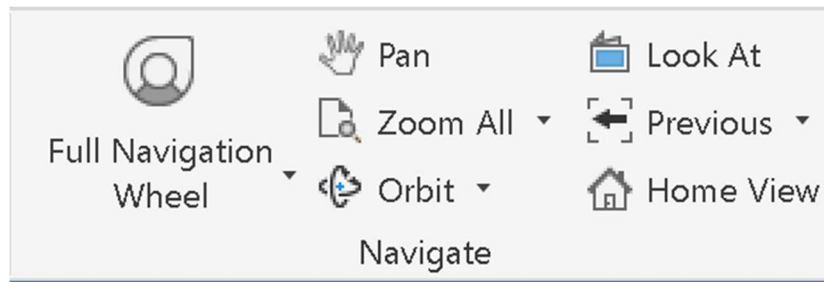 Full Navigation
Wheel
Pan
Zoom All
Orbit
Look At
Previous
Home View
Navigate